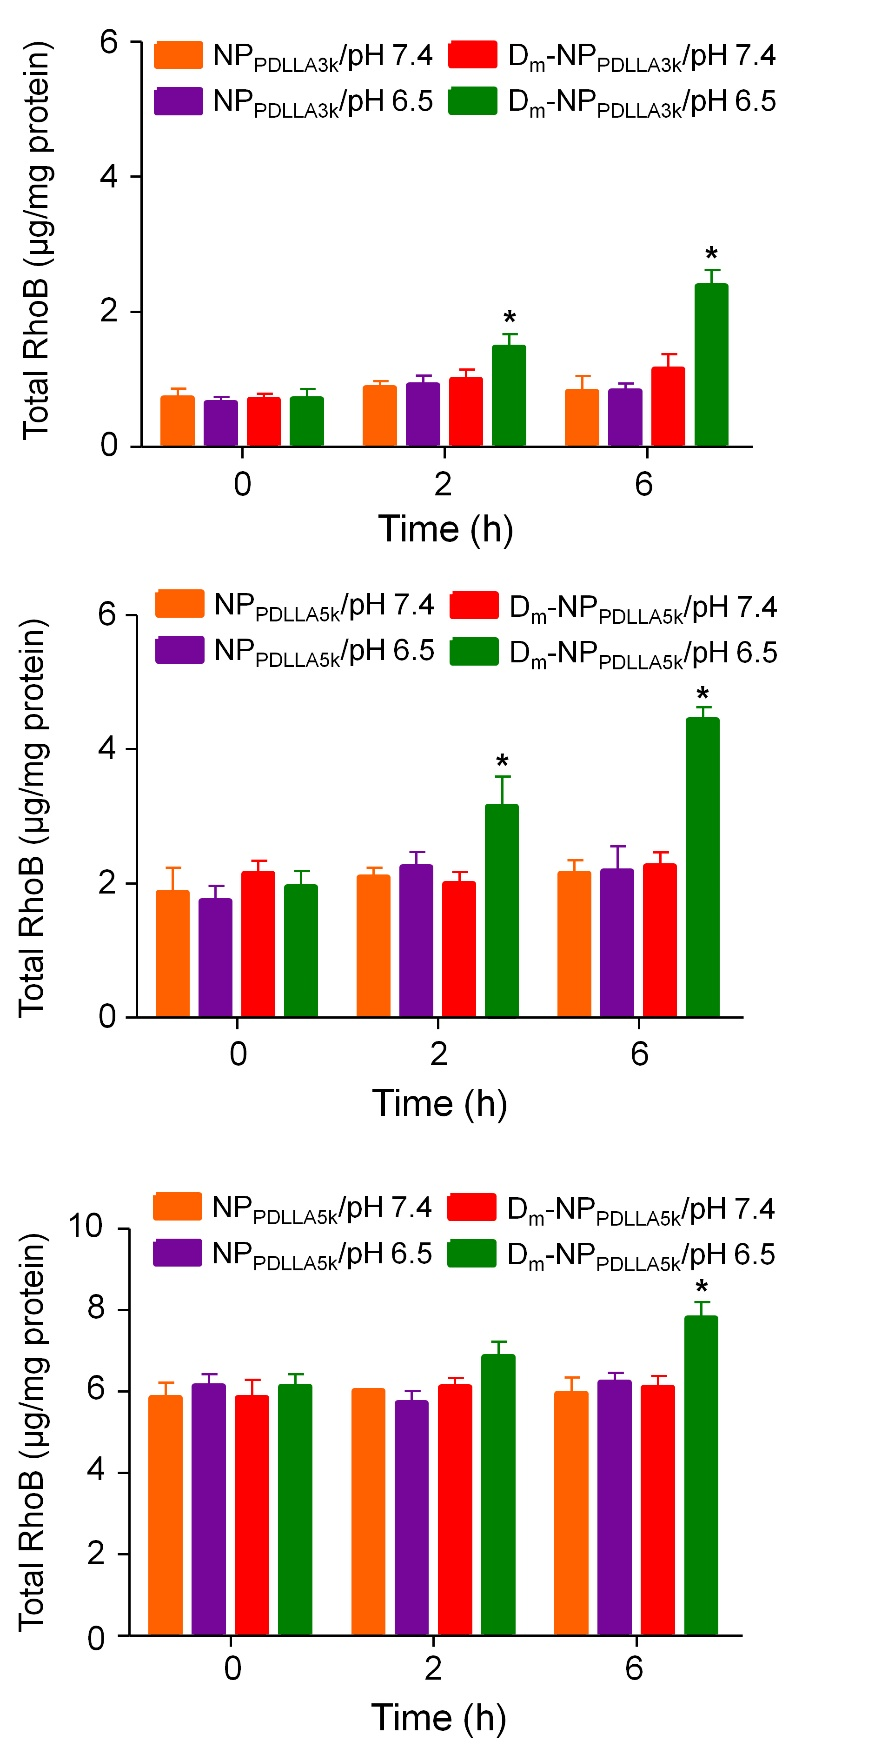 NPPDLLA3k/pH 7.4 Dm-NPPDLLA3k/pH 7.4
NPPDLLA3k/pH 6.5 Dm-NPPDLLA3k/pH 6.5
Total RhoB (µg/mg protein)
6
4
2
0
*
*
0 2 6
Time (h)
NPPDLLA5k/pH 7.4 Dm-NPPDLLA5k/pH 7.4
NPPDLLA5k/pH 6.5 Dm-NPPDLLA5k/pH 6.5
Total RhoB (µg/mg protein)
6
4
2
0
*
*
0 2 6
Time (h)
NPPDLLA5k/pH 7.4 Dm-NPPDLLA5k/pH 7.4
NPPDLLA5k/pH 6.5 Dm-NPPDLLA5k/pH 6.5
Total RhoB (µg/mg protein)
10
8
6
4
2
0
*
0 2 6
Time (h)